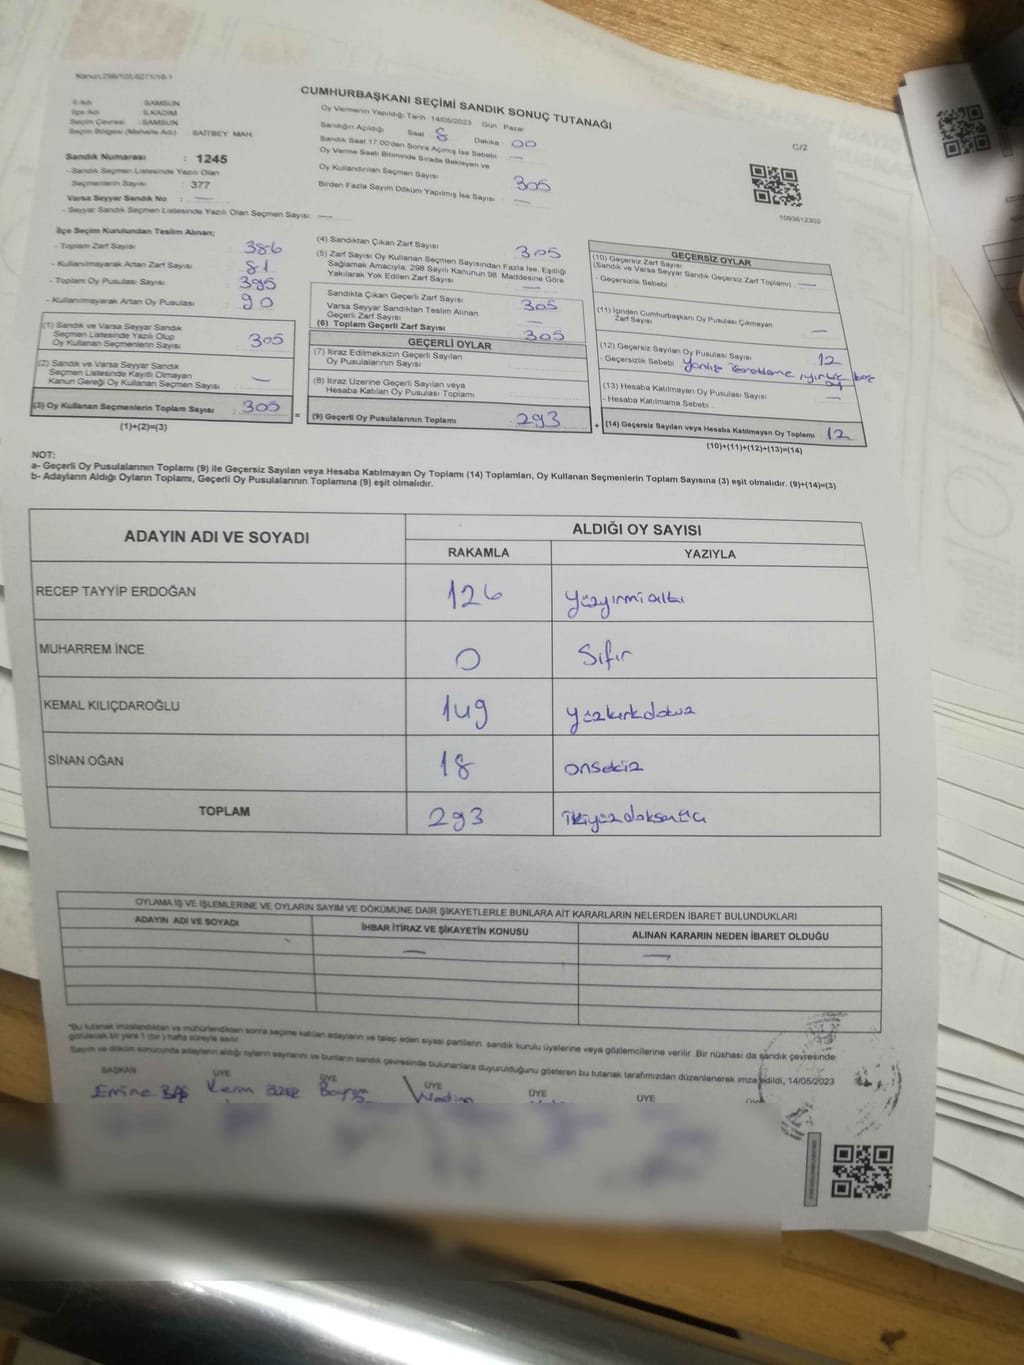 Kanun.298/105.6271/16-1
CUMHURBAŞKANI SEÇİMİ SANDIK SONUÇ TUTANAĞI
C/2
İl Adı : SAMSUN
İlçe Adı : İLKADIM
Seçim Çevresi : SAMSUN
Seçim Bölgesi (Mahalle Adı) : SAİTBEY MAH.
Sandık Numarası : 1245
- Sandık Seçmen Listesinde Yazılı Olan
Seçmenlerin Sayısı : 377
Varsa Seyyar Sandık No : —
- Seyyar Sandık Seçmen Listesinde Yazılı Olan Seçmen Sayısı: —
Oy Vermenin Yapıldığı Tarih :14/05/2023 Gün :Pazar
Sandığın Açıldığı Saat 8 Dakika 00
Sandık Saat 17:00'den Sonra Açılmış İse Sebebi —
Oy Verme Saati Bitiminde Sırada Bekleyen ve
Oy Kullandırılan Seçmen Sayısı 305
Birden Fazla Sayım Döküm Yapılmış İse Sayısı —
1093612302
İlçe Seçim Kurulundan Teslim Alınan;
- Toplam Zarf Sayısı : 386
- Kullanılmayarak Artan Zarf Sayısı : 81
- Toplam Oy Pusulası Sayısı : 395
- Kullanılmayarak Artan Oy Pusulası : 90
(1) Sandık ve Varsa Seyyar Sandık
Seçmen Listesinde Yazılı Olup
Oy Kullanan Seçmenlerin Sayısı : 305
(2) Sandık ve Varsa Seyyar Sandık
Seçmen Listesinde Kayıtlı Olmayan
Kanun Gereği Oy Kullanan Seçmen Sayısı : —
(3) Oy Kullanan Seçmenlerin Toplam Sayısı : 305 =
(1)+(2)=(3)
(4) Sandıktan Çıkan Zarf Sayısı 305
(5) Zarf Sayısı Oy Kullanan Seçmen Sayısından Fazla İse, Eşitliği
Sağlamak Amacıyla; 298 Sayılı Kanunun 98. Maddesine Göre
Yakılarak Yok Edilen Zarf Sayısı —
Sandıkta Çıkan Geçerli Zarf Sayısı 305
Varsa Seyyar Sandıktan Teslim Alınan
Geçerli Zarf Sayısı —
(6) Toplam Geçerli Zarf Sayısı 305
GEÇERLİ OYLAR
(7) İtiraz Edilmeksizin Geçerli Sayılan
Oy Pusulalarının Sayısı
(8) İtiraz Üzerine Geçerli Sayılan veya
Hesaba Katılan Oy Pusulası Toplamı
(9) Geçerli Oy Pusulalarının Toplamı 293 +
GEÇERSİZ OYLAR
(10) Geçersiz Zarf Sayısı
(Sandık ve Varsa Seyyar Sandık Geçersiz Zarf Toplamı) : —
- Geçersizlik Sebebi
(11) İçinden Cumhurbaşkanı Oy Pusulası Çıkmayan
Zarf Sayısı —
(12) Geçersiz Sayılan Oy Pusulası Sayısı 12
- Geçersizlik Sebebi : Yanlış boş oy
(13) Hesaba Katılmayan Oy Pusulası Sayısı —
- Hesaba Katılmama Sebebi :
(14) Geçersiz Sayılan veya Hesaba Katılmayan Oy Toplamı 12
(10)+(11)+(12)+(13)=(14)
NOT:
a- Geçerli Oy Pusulalarının Toplamı (9) ile Geçersiz Sayılan veya Hesaba Katılmayan Oy Toplamı (14) Toplamları, Oy Kullanan Seçmenlerin Toplam Sayısına (3) eşit olmalıdır. (9)+(14)=(3)
b- Adayların Aldığı Oyların Toplamı, Geçerli Oy Pusulalarının Toplamına (9) eşit olmalıdır.
ADAYIN ADI VE SOYADI
ALDIĞI OY SAYISI
RAKAMLA YAZIYLA
RECEP TAYYİP ERDOĞAN 126 yüzyirmialtı
MUHARREM İNCE 0 Sıfır
KEMAL KILIÇDAROĞLU 149 yüzkırkdokuz
SİNAN OĞAN 18 onsekiz
TOPLAM 293 ikiyüzdoksanüç
OYLAMA İŞ VE İŞLEMLERİNE VE OYLARIN SAYIM VE DÖKÜMÜNE DAİR ŞİKAYETLERLE BUNLARA AİT KARARLARIN NELERDEN İBARET BULUNDUKLARI
ADAYIN ADI VE SOYADI İHBAR İTİRAZ VE ŞİKAYETİN KONUSU ALINAN KARARIN NEDEN İBARET OLDUĞU
— —
*Bu tutanak imzalandıktan ve mühürlendikten sonra seçime katılan adayların ve talep eden siyasi partilerin sandık kurulu üyelerine veya gözlemcilerine verilir. Bir nüshası da sandık çevresinde
görülecek bir yere 1 (bir) hafta süreyle asılır.
Sayım ve döküm sonucunda adayların aldığı oyların sayılarını ve bunların sandık çevresinde bulunanlara duyurulduğunu gösteren bu tutanak tarafımızdan düzenlenerek imza edildi, 14/05/2023
BAŞKAN ÜYE ÜYE ÜYE ÜYE ÜYE
Emine BAŞ Kerim